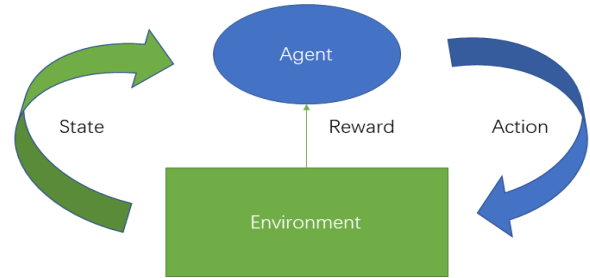 Agent
State
Reward
Action
Environment